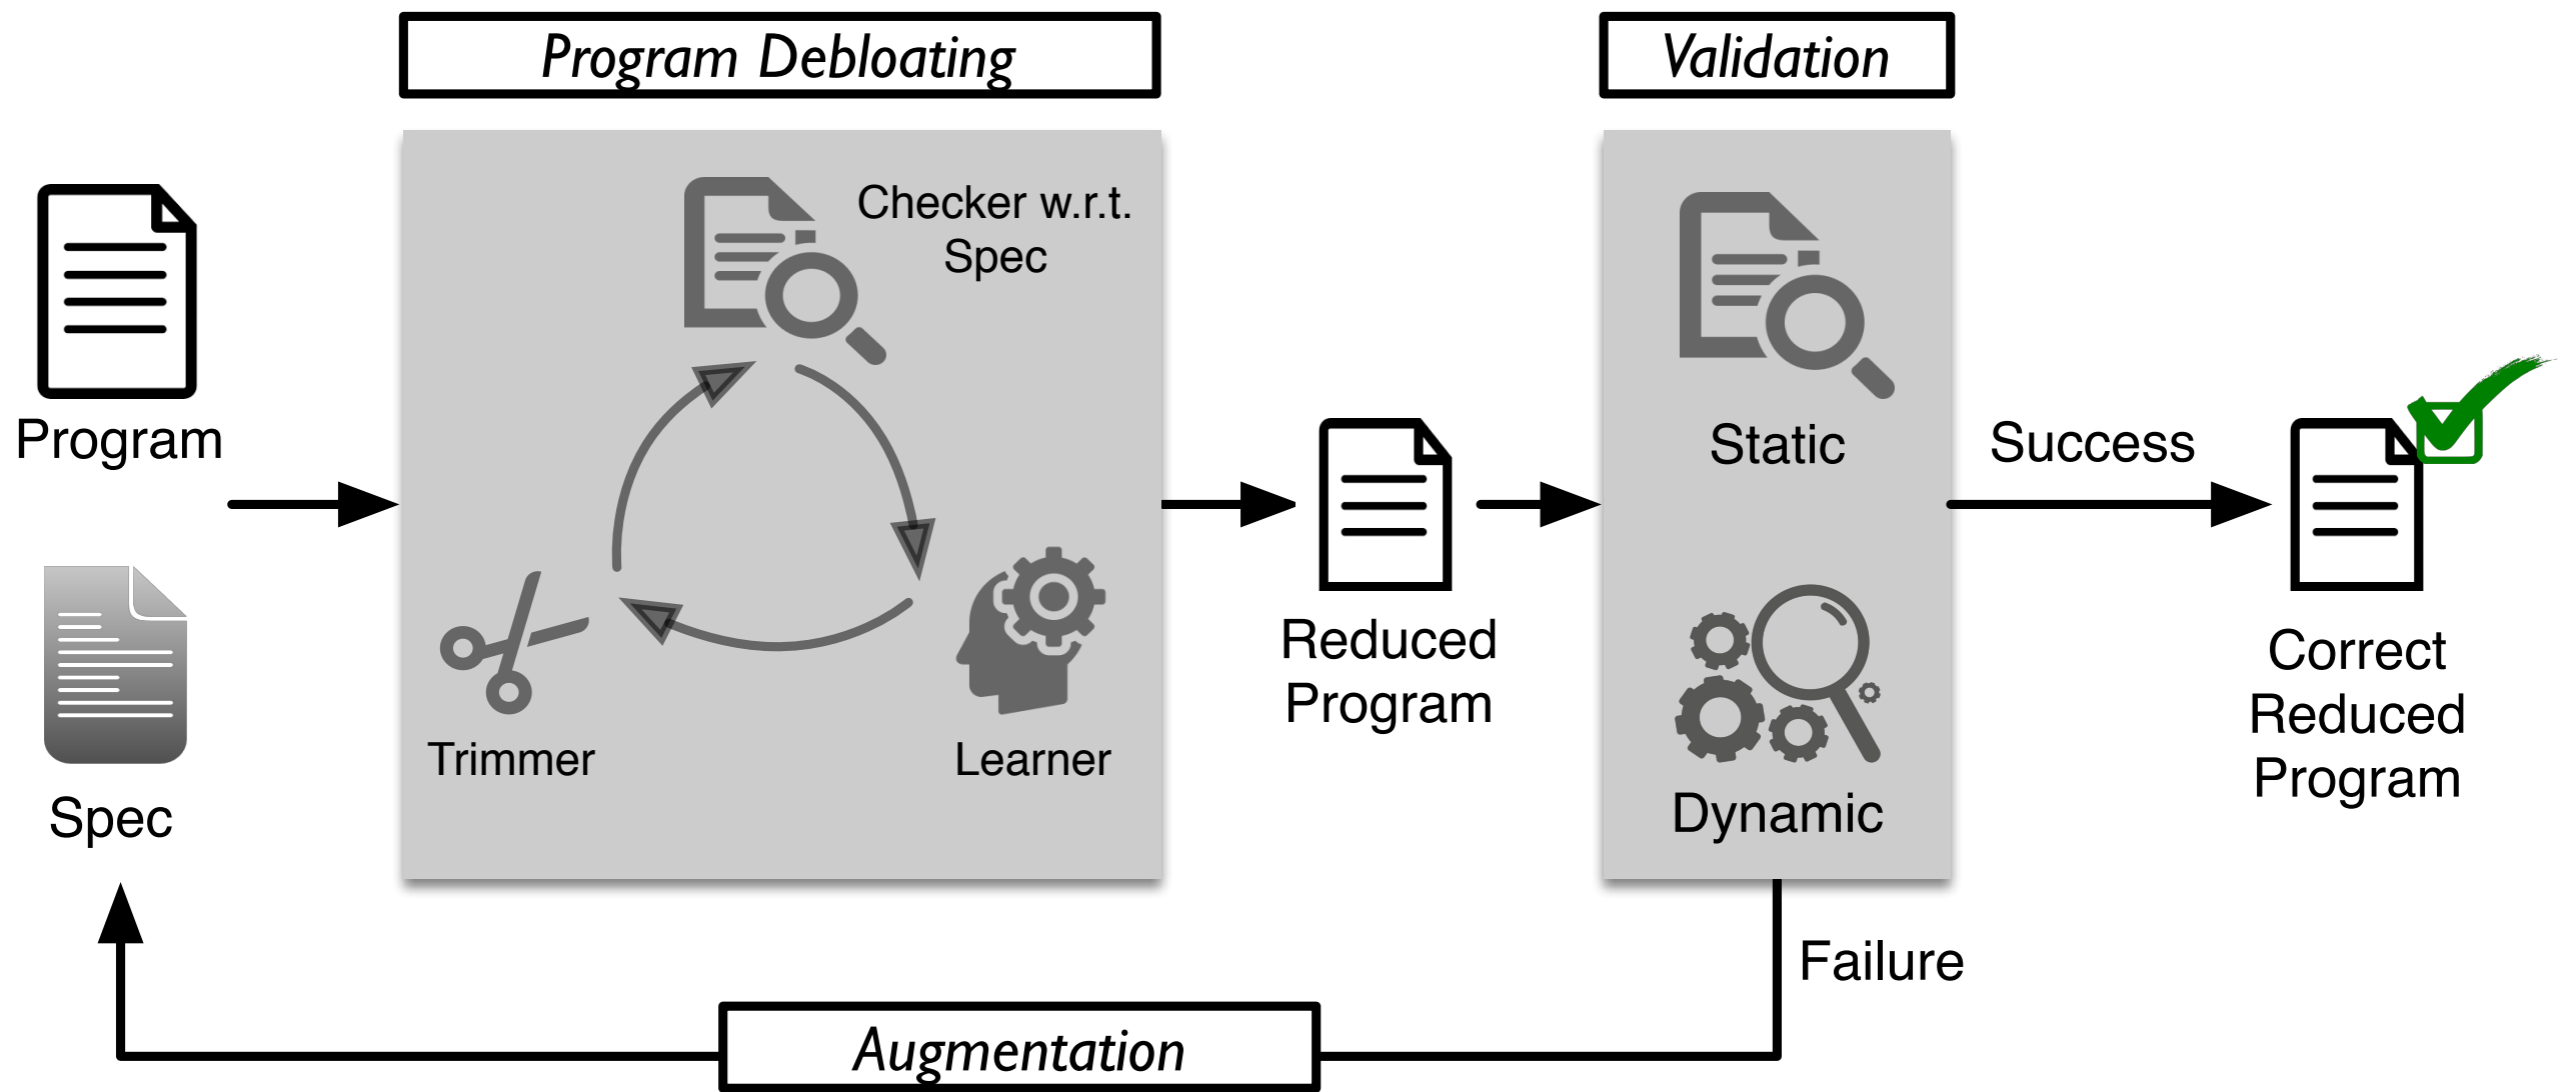 Program Debloating
Validation
Checker w.r.t.
Spec
Program
Spec
Trimmer
Learner
Reduced
Program
Static
Dynamic
Success
Correct
Reduced
Program
Failure
Augmentation